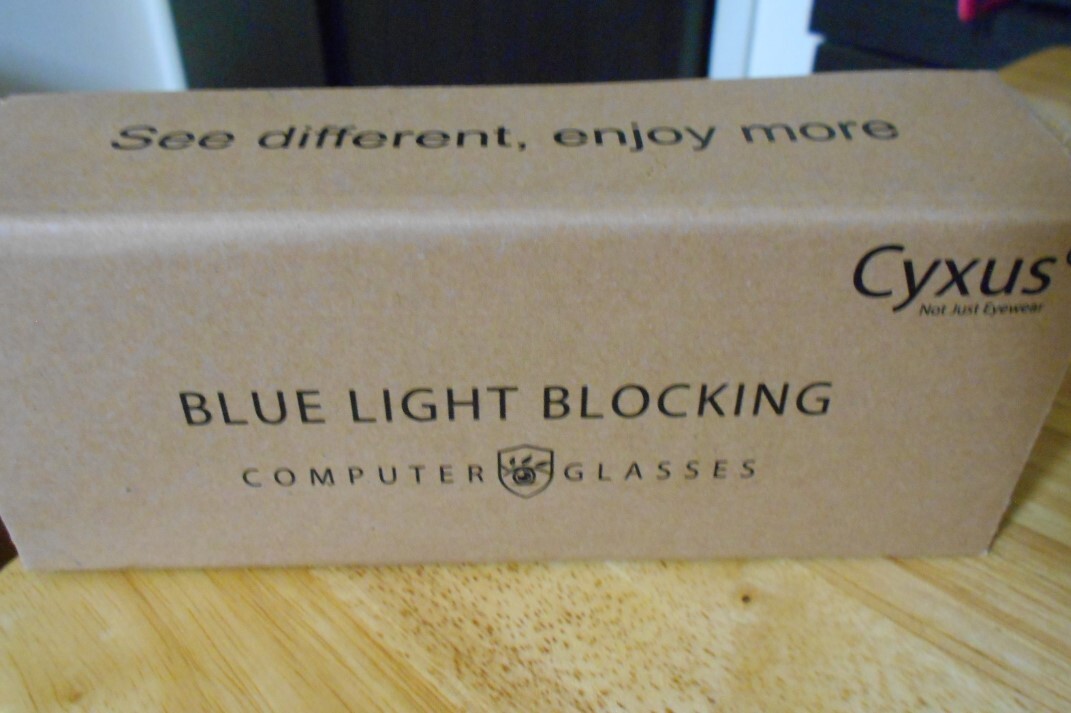 See different, enjoy more
Cyxus
Not Just Eyewear
BLUE LIGHT BLOCKING
COMPUTER GLASSES